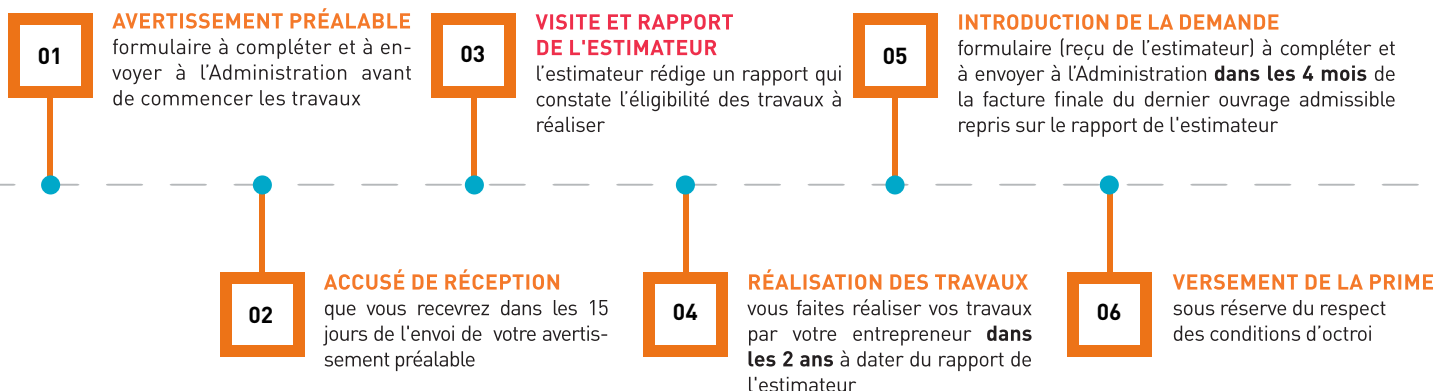 01
AVERTISSEMENT PRÉALABLE
formulaire à compléter et à en-
voyer à l’Administration avant
de commencer les travaux
02
ACCUSÉ DE RÉCEPTION
que vous recevrez dans les 15
jours de l'envoi de votre avertis-
sement préalable
03
VISITE ET RAPPORT
DE L'ESTIMATEUR
l’estimateur rédige un rapport qui
constate l’éligibilité des travaux à
réaliser
04
RÉALISATION DES TRAVAUX
vous faites réaliser vos travaux
par votre entrepreneur dans
les 2 ans à dater du rapport de
l'estimateur
05
INTRODUCTION DE LA DEMANDE
formulaire (reçu de l’estimateur) à compléter et
à envoyer à l’Administration dans les 4 mois de
la facture finale du dernier ouvrage admissible
repris sur le rapport de l'estimateur
06
VERSEMENT DE LA PRIME
sous réserve du respect
des conditions d’octroi